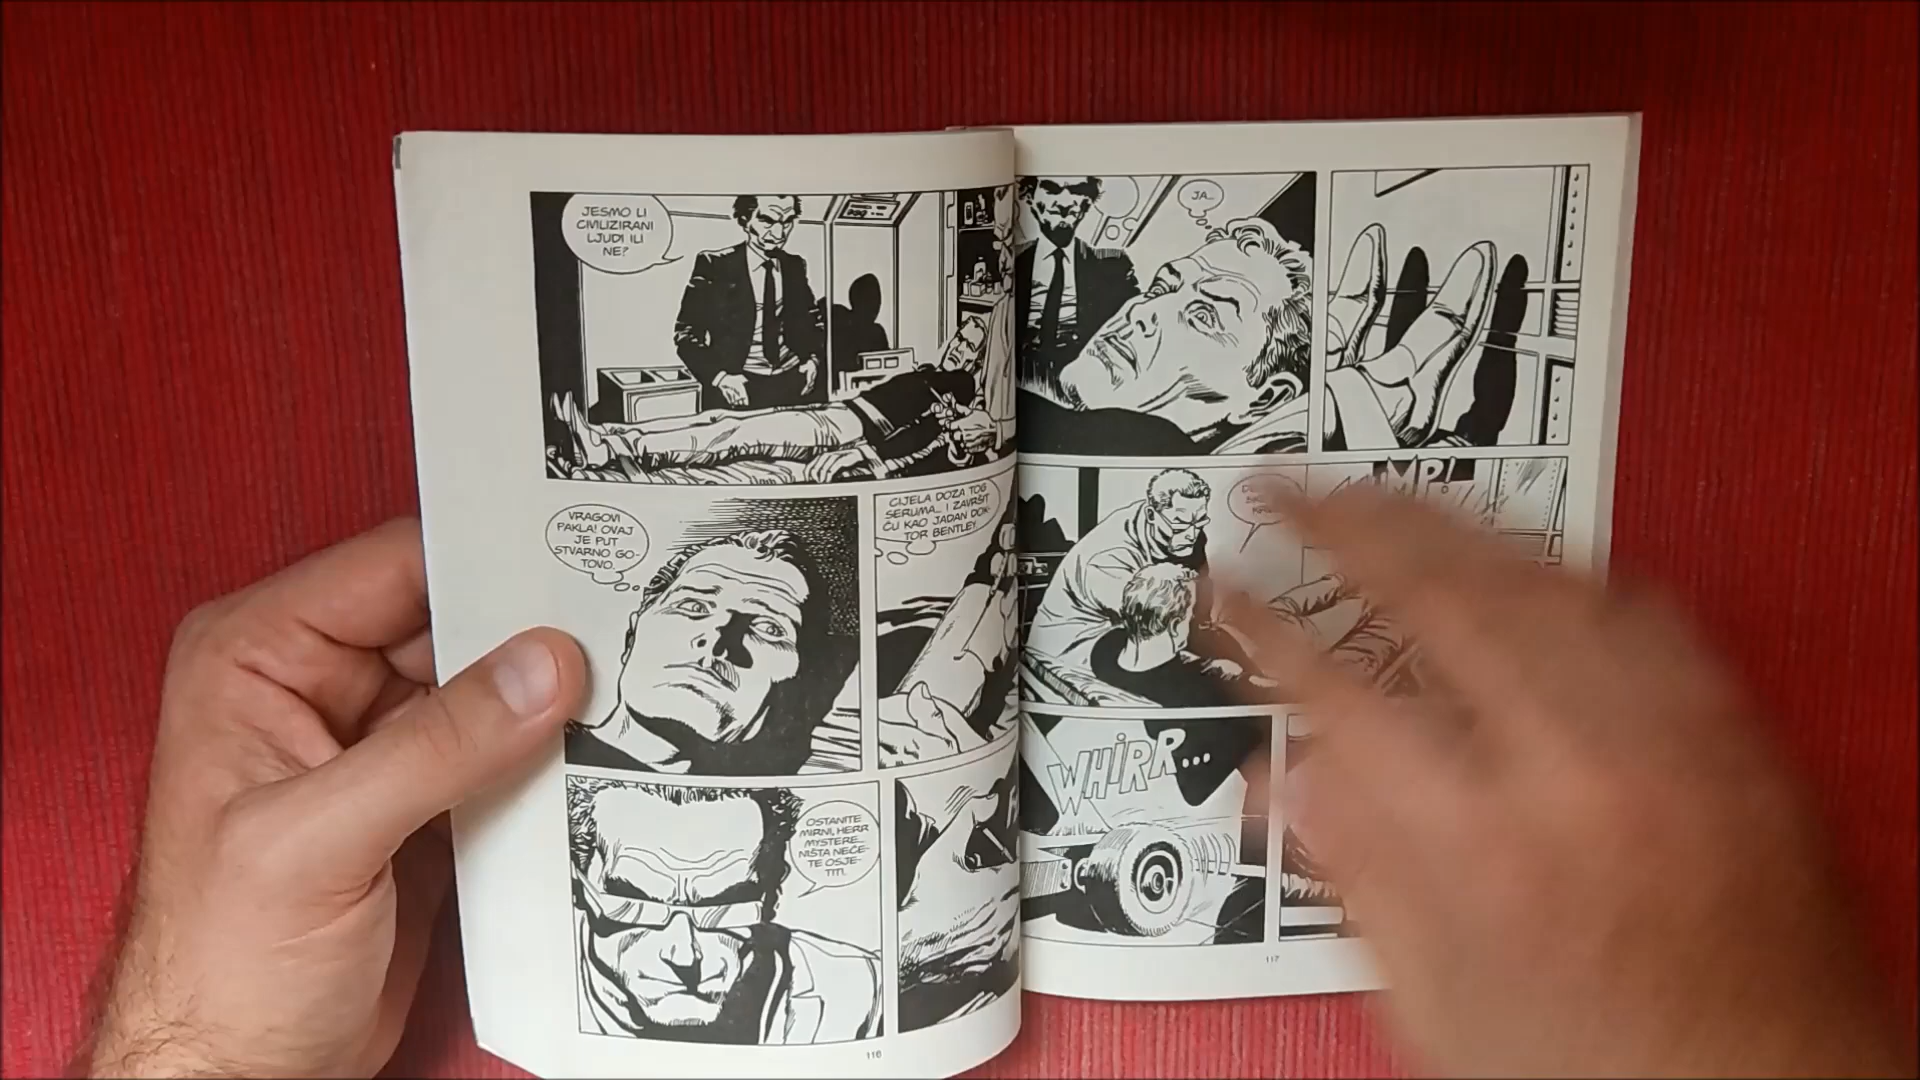 JESMO LI
CIVILIZIRANI
LJUDI ILI
NE?
VRAGOVI
PAKLA! OVAJ
JE PUT
STVARNO GO-
TOVO.
CIJELA DOZA TOG
SERUMA... I ZAVRŠIT
ĆU KAO JADAN DOK-
TOR BENTLEY.
OSTANITE
MIRNI, HERR
MYSTERE...
NIŠTA NEĆE-
TE OSJE-
TITI.
116
JA...
MP!
WHIRR...
117